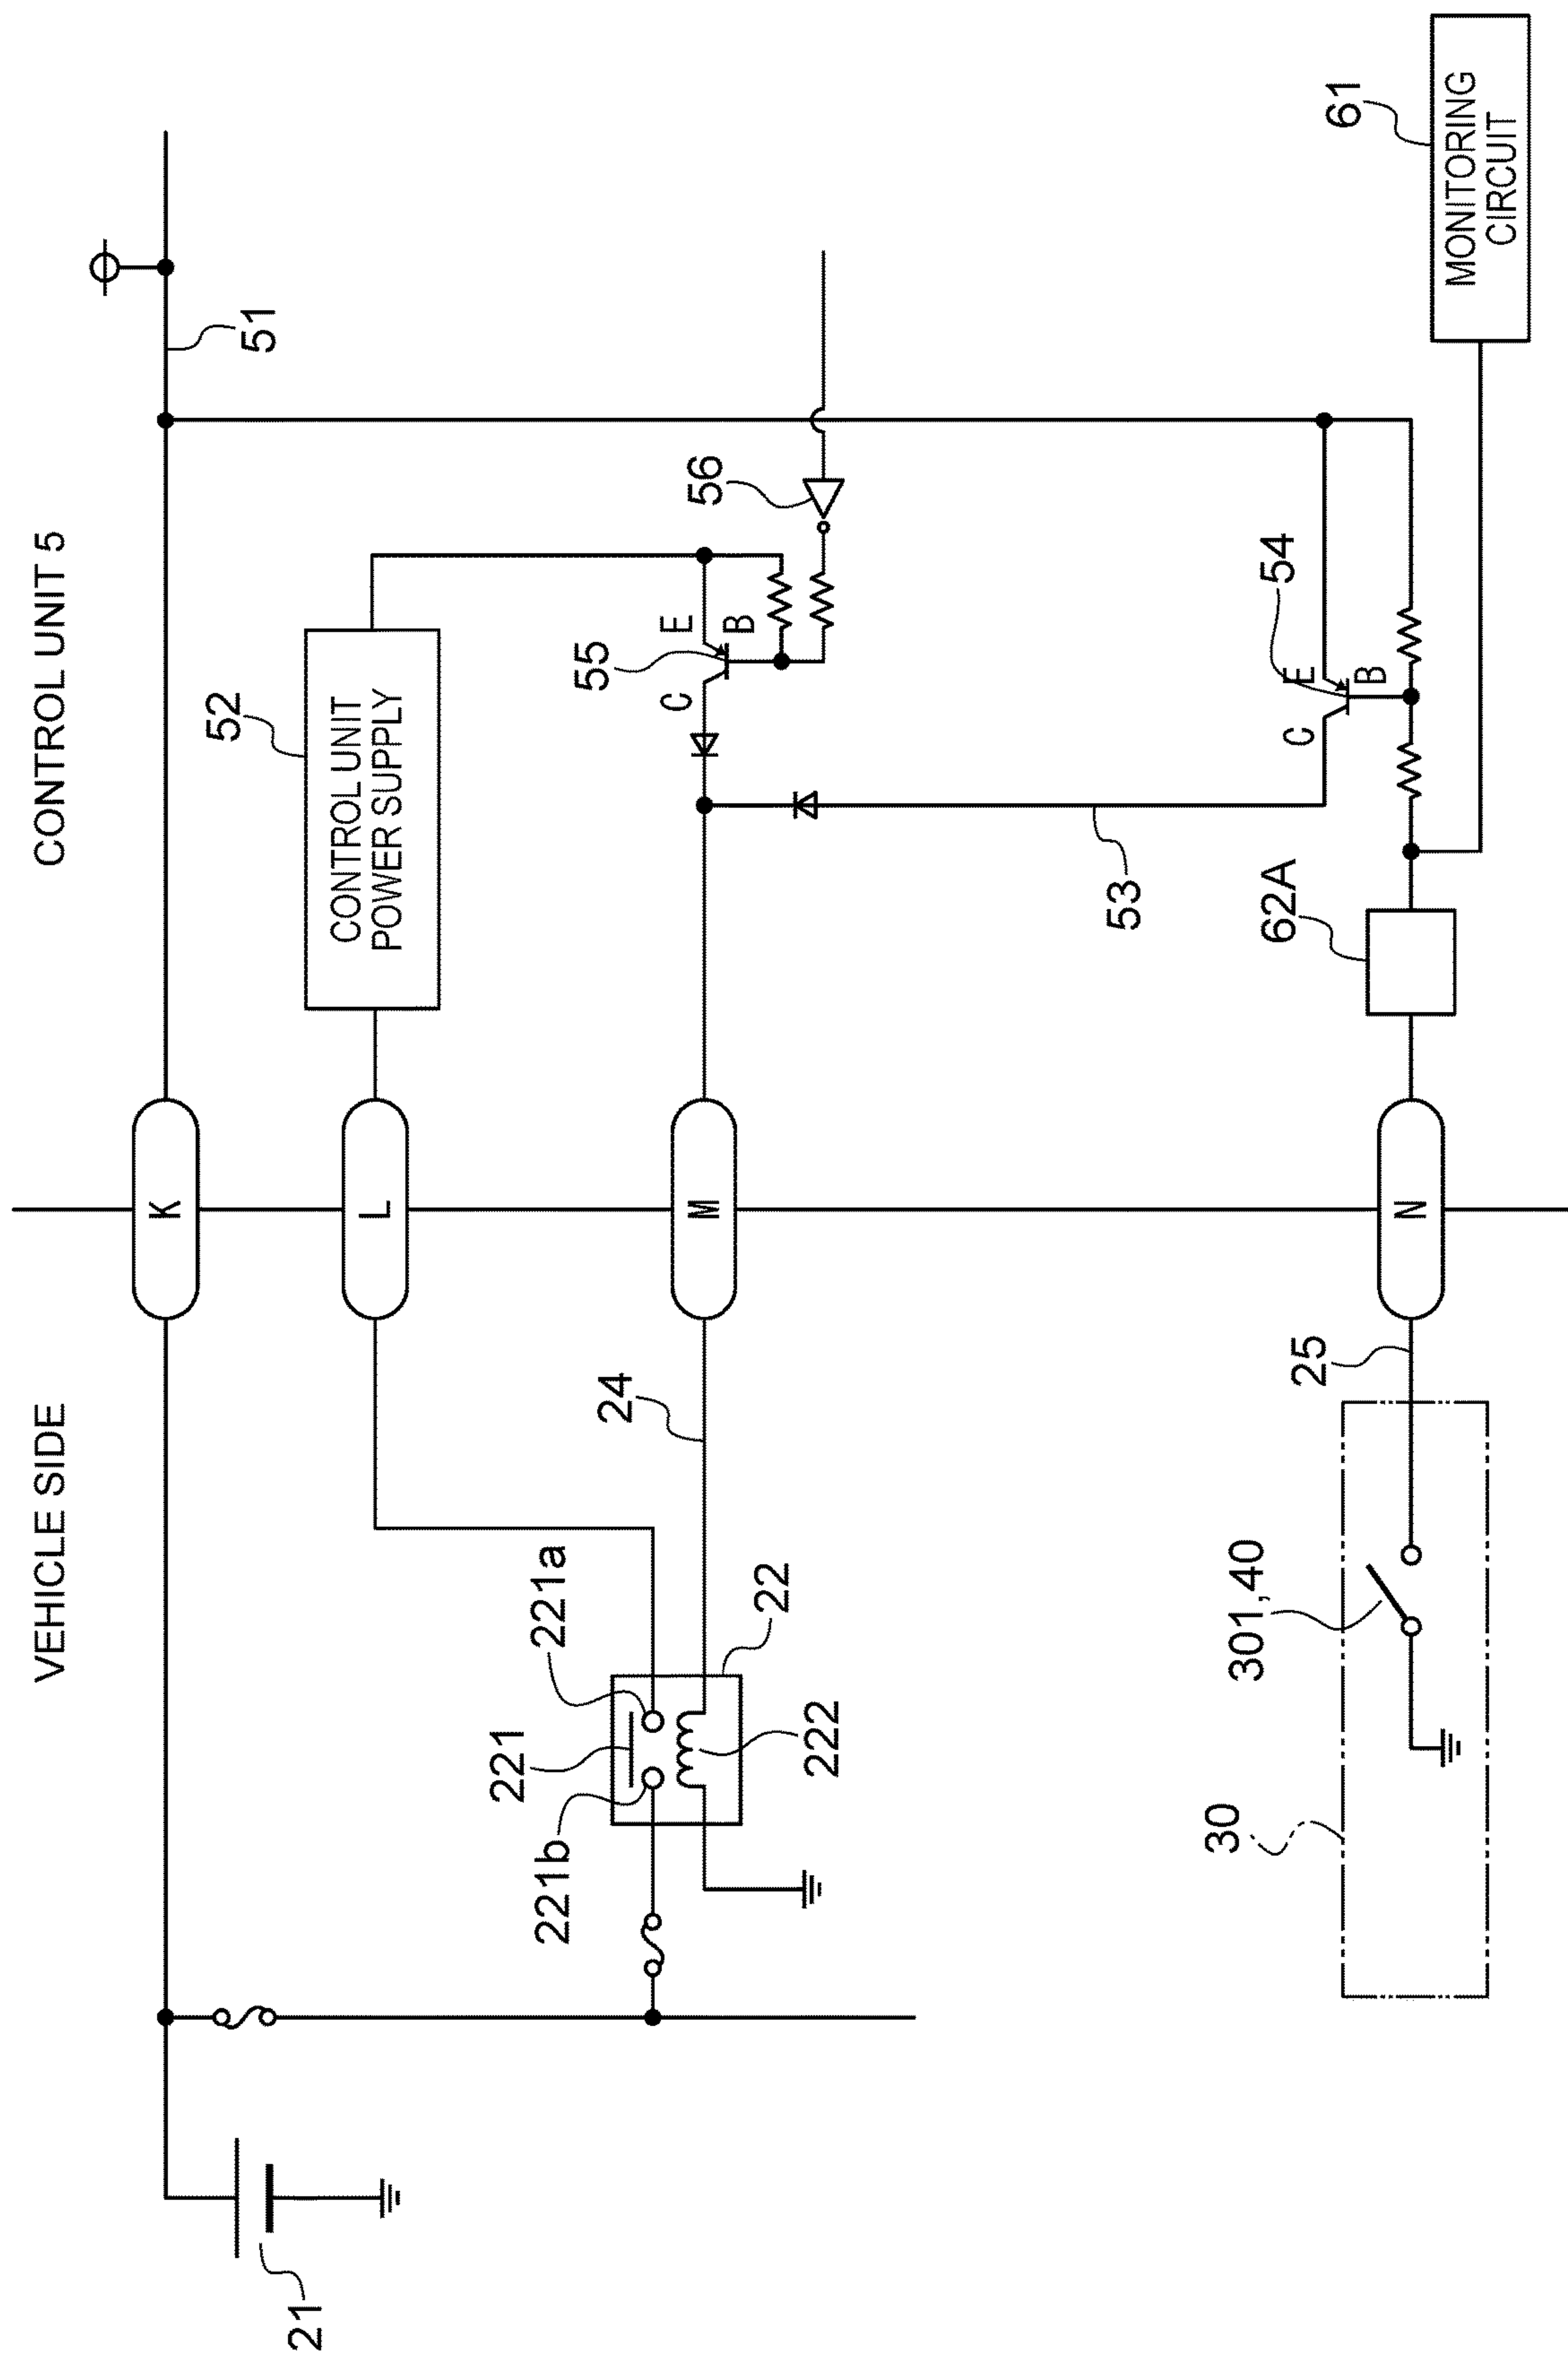 VEHICLE SIDE
CONTROL UNIT 5
K
51
L
52
CONTROL UNIT
POWER SUPPLY
21
221
221b
221a
22
222
24
M
55
E
C
B
56
53
30
301,40
25
N
62A
54
E
C
B
61
MONITORING
CIRCUIT